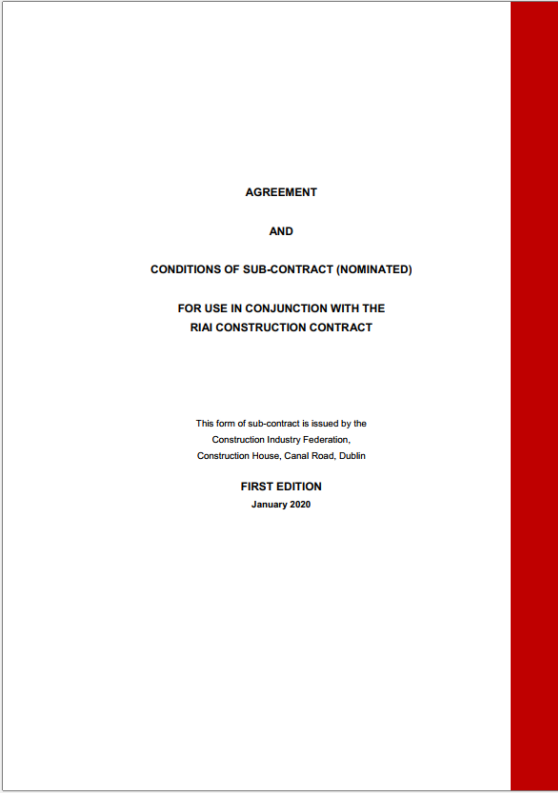 AGREEMENT
AND
CONDITIONS OF SUB-CONTRACT (NOMINATED)
FOR USE IN CONJUNCTION WITH THE
RIAI CONSTRUCTION CONTRACT
This form of sub-contract is issued by the
Construction Industry Federation,
Construction House, Canal Road, Dublin
FIRST EDITION
January 2020